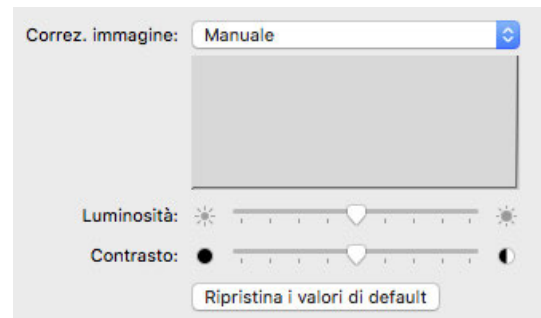 Correz. immagine: Manuale
Luminosità:
Contrasto:
Ripristina i valori di default